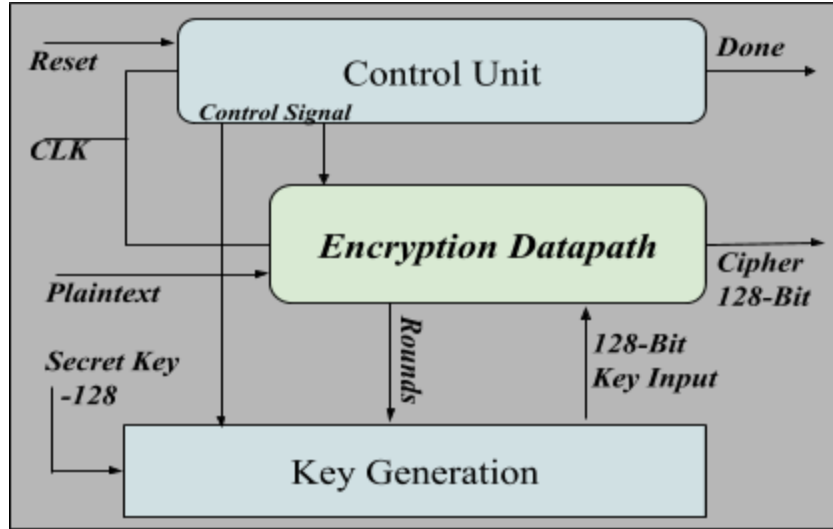 Reset
Control Unit
Done
Control Signal
CLK
Encryption Datapath
Plaintext
Cipher
128-Bit
Rounds
128-Bit
Key Input
Secret Key
-128
Key Generation